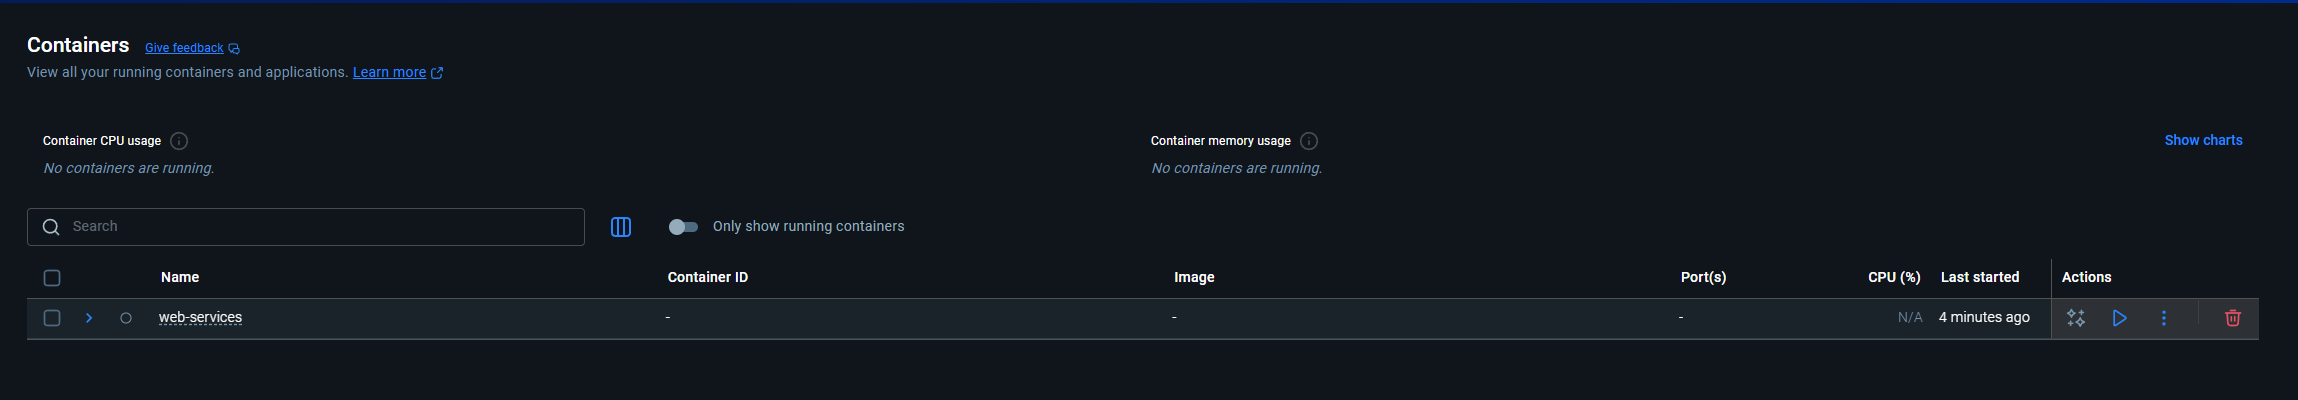 Containers Give feedback
View all your running containers and applications. Learn more
Container CPU usage Container memory usage Show charts
No containers are running. No containers are running.
Search Only show running containers
Name Container ID Image Port(s) CPU (%) Last started Actions
web-services - - - N/A 4 minutes ago